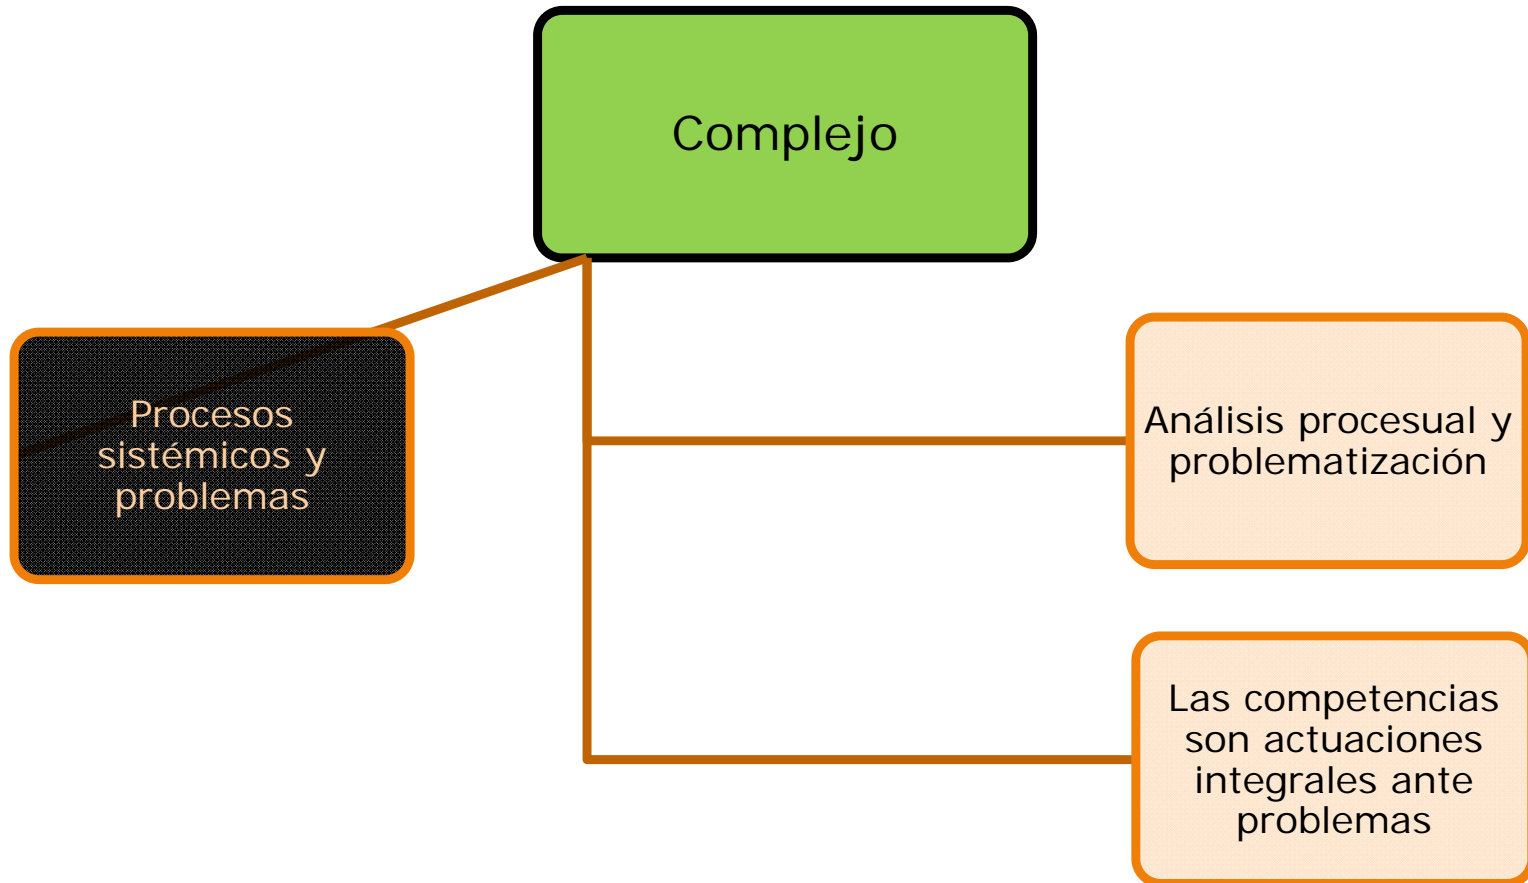 Complejo
Procesos
sistémicos y
problemas
Análisis procesual y
problematización
Las competencias
son actuaciones
integrales ante
problemas